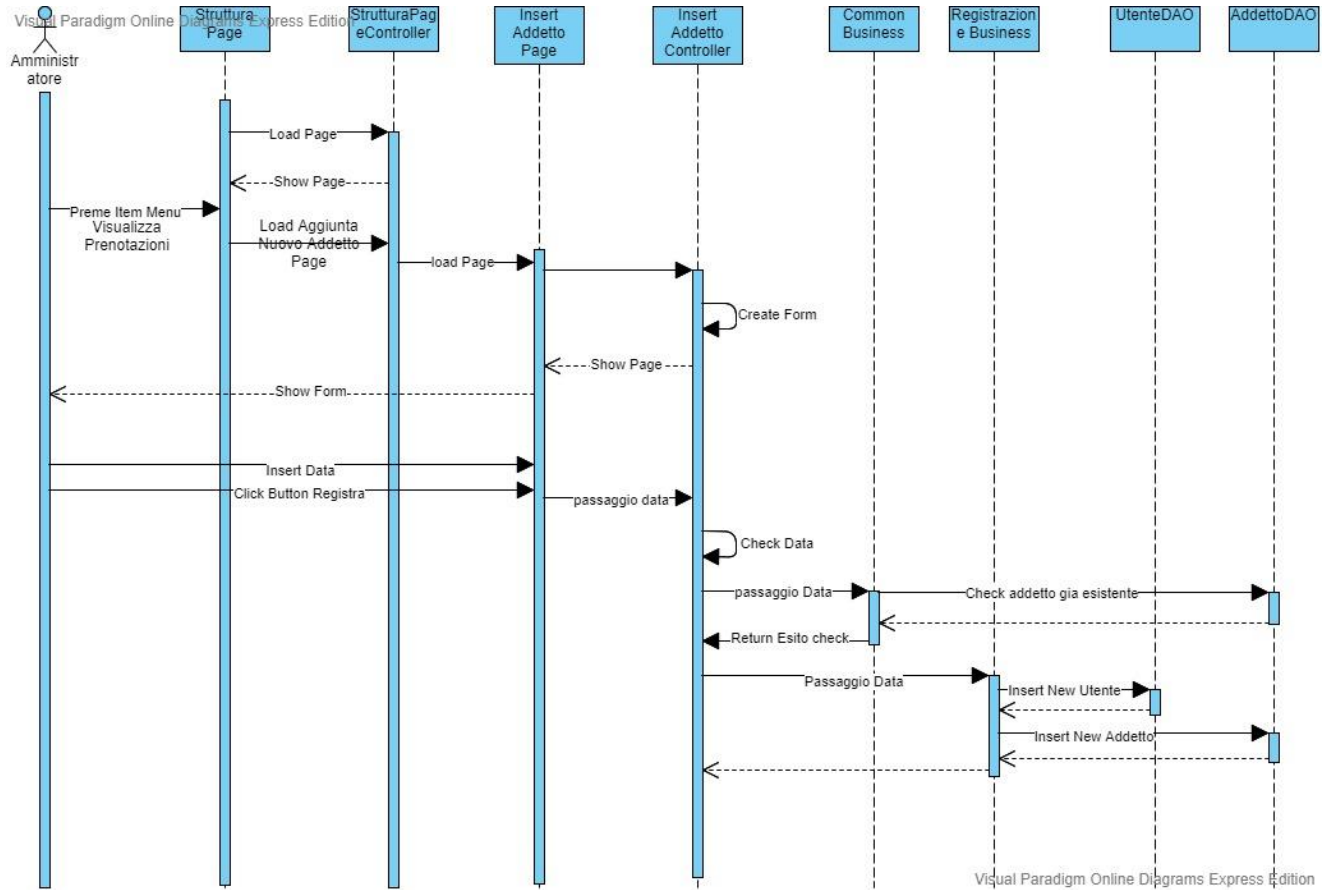 Visual Paradigm Online Diagrams Express Edition
Amministr
atore
Struttura
Page
StrutturaPag
eController
Insert
Addetto
Page
Insert
Addetto
Controller
Common
Business
Registrazion
e Business
UtenteDAO
AddettoDAO
Load Page
Show Page
Preme Item Menu
Visualizza
Prenotazioni
Load Aggiunta
Nuovo Addetto
Page
load Page
Create Form
Show Page
Show Form
Insert Data
Click Button Registra
passaggio data
Check Data
passaggio Data
Check addetto gia esistente
Return Esito check
Passaggio Data
Insert New Utente
Insert New Addetto
Visual Paradigm Online Diagrams Express Edition